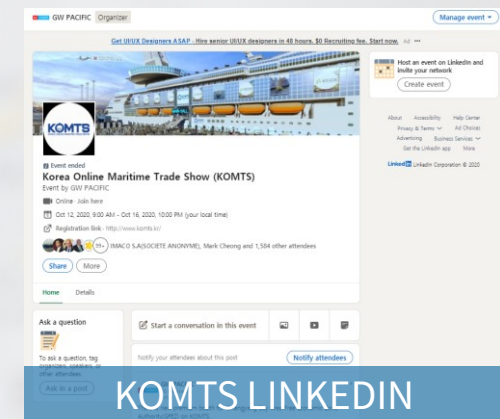 GW PACIFIC Organizer
Manage event
Get UI/UX Designers ASAP - Hire senior UI/UX designers in 48 hours. $0 Recruiting fee. Start now. Ad •••
Host an event on LinkedIn and
invite your network
Create event
KOMTS
Event ended
Korea Online Maritime Trade Show (KOMTS)
Event by GW PACIFIC
Online · Join here
Oct 12, 2020, 9:00 AM - Oct 16, 2020, 10:00 PM (your local time)
Registration link · http://www.komts.kr/
99+ IMACO S.A(SOCIETE ANONYME), Mark Cheong and 1,584 other attendees
Share More
Home Details
About Accessibility Help Center
Privacy & Terms Ad Choices
Advertising Business Services
Get the LinkedIn app More
LinkedIn LinkedIn Corporation © 2020
Ask a question
To ask a question, tag
organizers, speakers, or
other attendees.
Ask in a post
Start a conversation in this event
Notify your attendees about this post
Notify attendees
KOMTS LINKEDIN